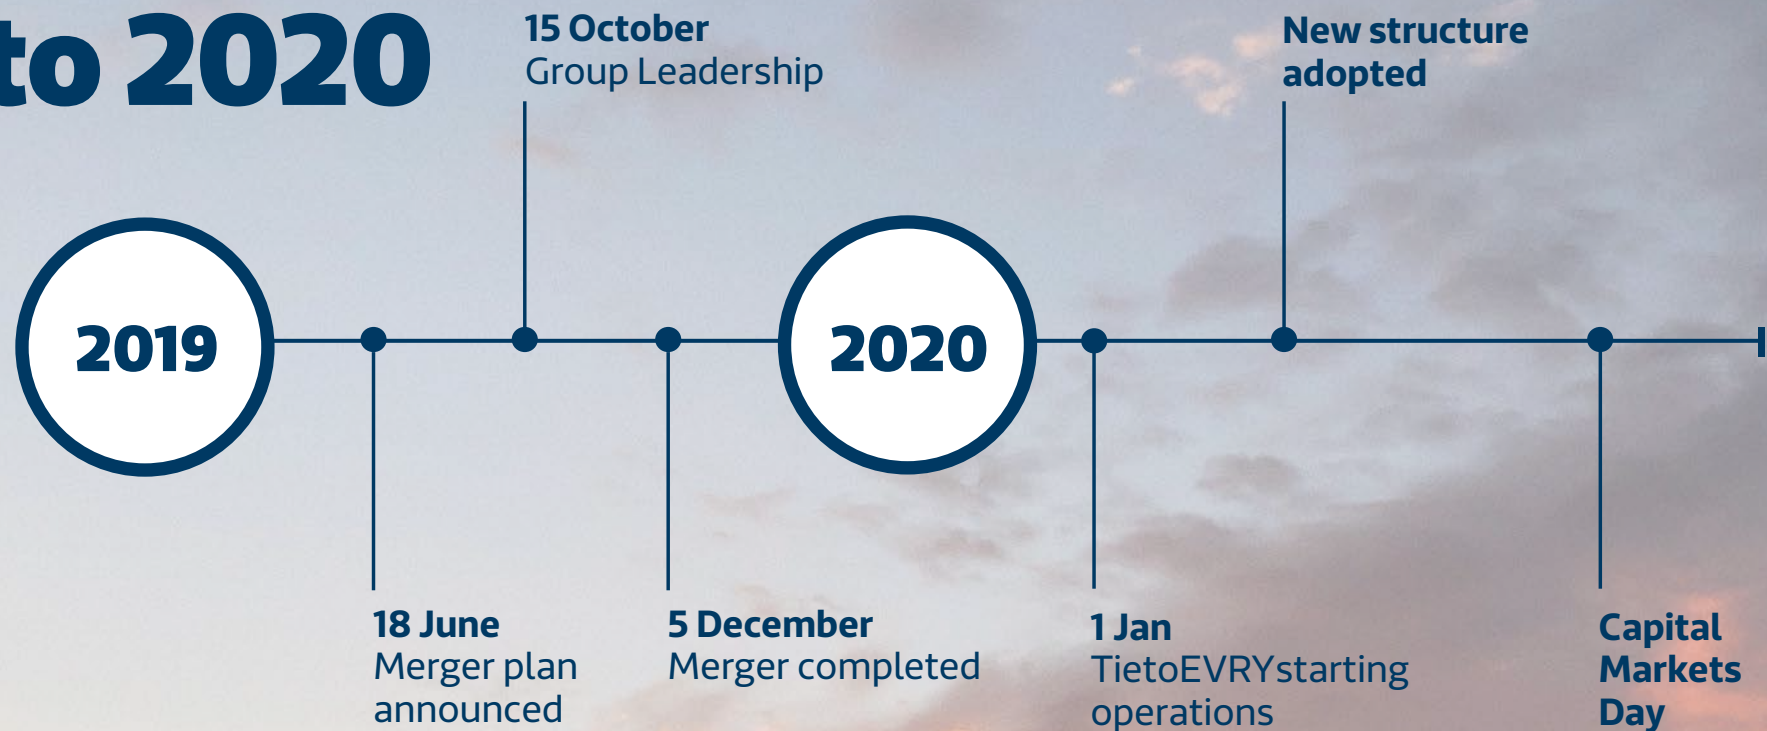 to 2020
15 October
Group Leadership
New structure
adopted
2019
2020
18 June
Merger plan
announced
5 December
Merger completed
1 Jan
TietoEVRYstarting
operations
Capital
Markets
Day